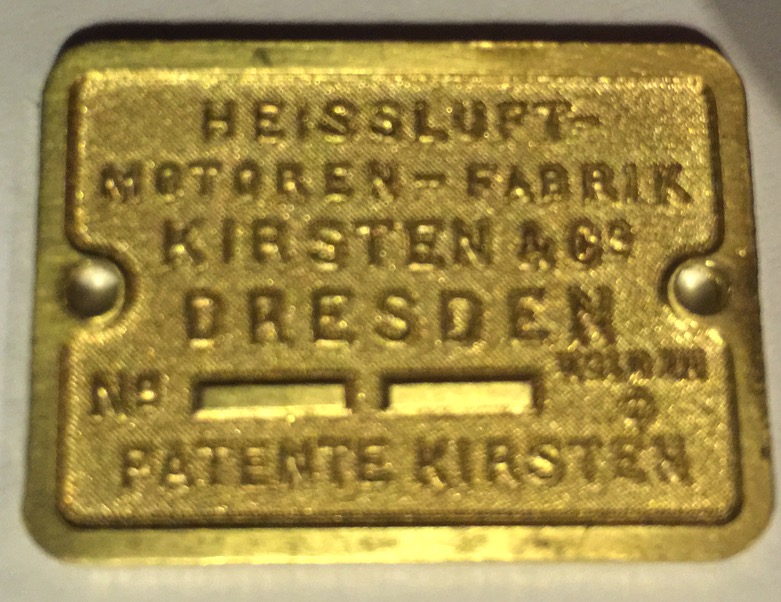 HEISSLUFT-
MOTOREN-FABRIK
KIRSTEN & Co
DRESDEN
No
PATENTE KIRSTEN